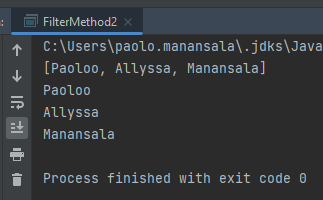 FilterMethod2
C:\Users\paolo.manansala\.jdks\Java
[Paoloo, Allyssa, Manansala]
Paoloo
Allyssa
Manansala
Process finished with exit code 0